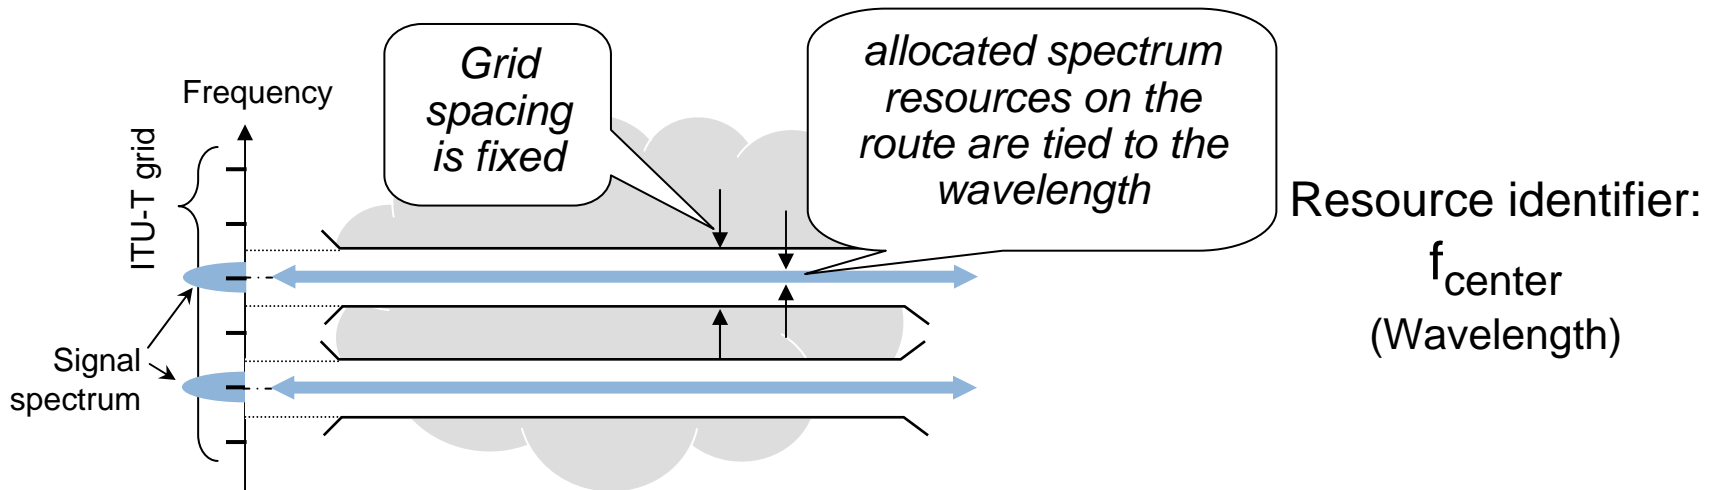 Frequency
ITU-T grid
Signal
spectrum
Grid
spacing
is fixed
allocated spectrum
resources on the
route are tied to the
wavelength
Resource identifier:
fcenter
(Wavelength)